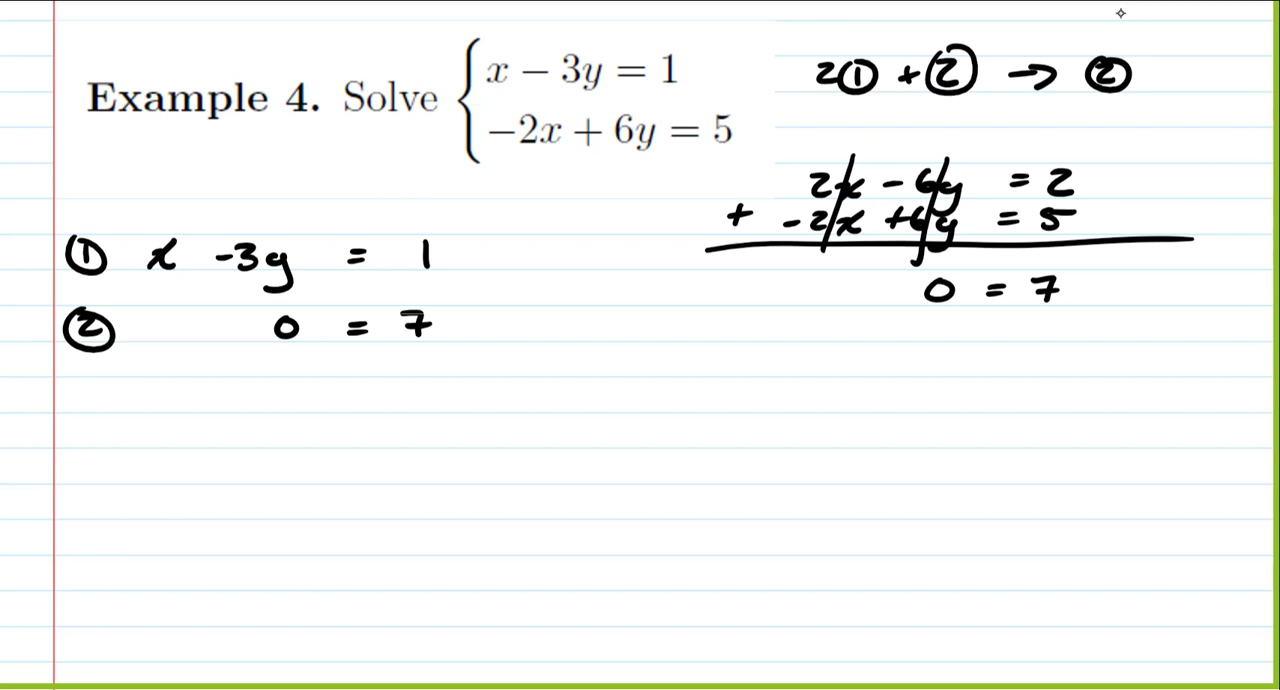 Example 4. Solve { x − 3y = 1
−2x + 6y = 5
2① + ② → ②
2x − 6y = 2
+ −2x + 6y = 5
0 = 7
① x − 3y = 1
② 0 = 7